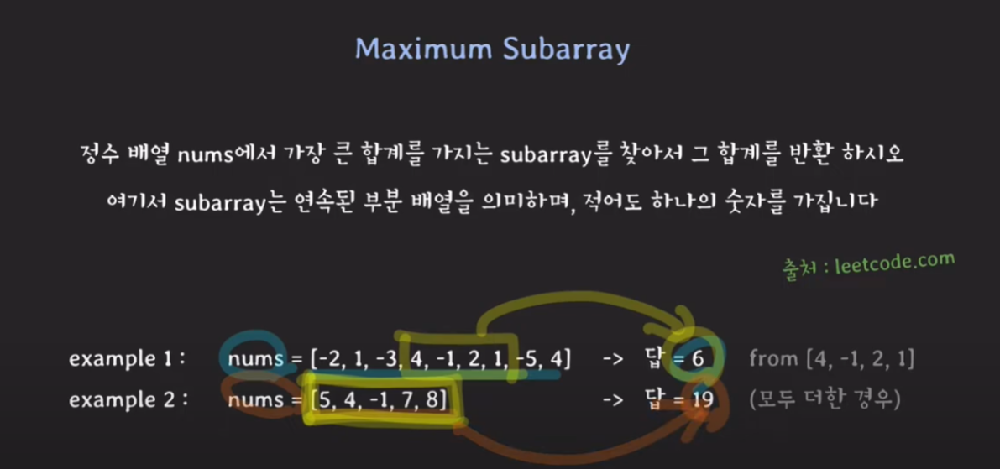 Maximum Subarray
정수 배열 nums에서 가장 큰 합계를 가지는 subarray를 찾아서 그 합계를 반환 하시오
여기서 subarray는 연속된 부분 배열을 의미하며, 적어도 하나의 숫자를 가집니다
출처 : leetcode.com
example 1 : nums = [-2, 1, -3, 4, -1, 2, 1, -5, 4] -> 답 = 6 from [4, -1, 2, 1]
example 2 : nums = [5, 4, -1, 7, 8] -> 답 = 19 (모두 더한 경우)